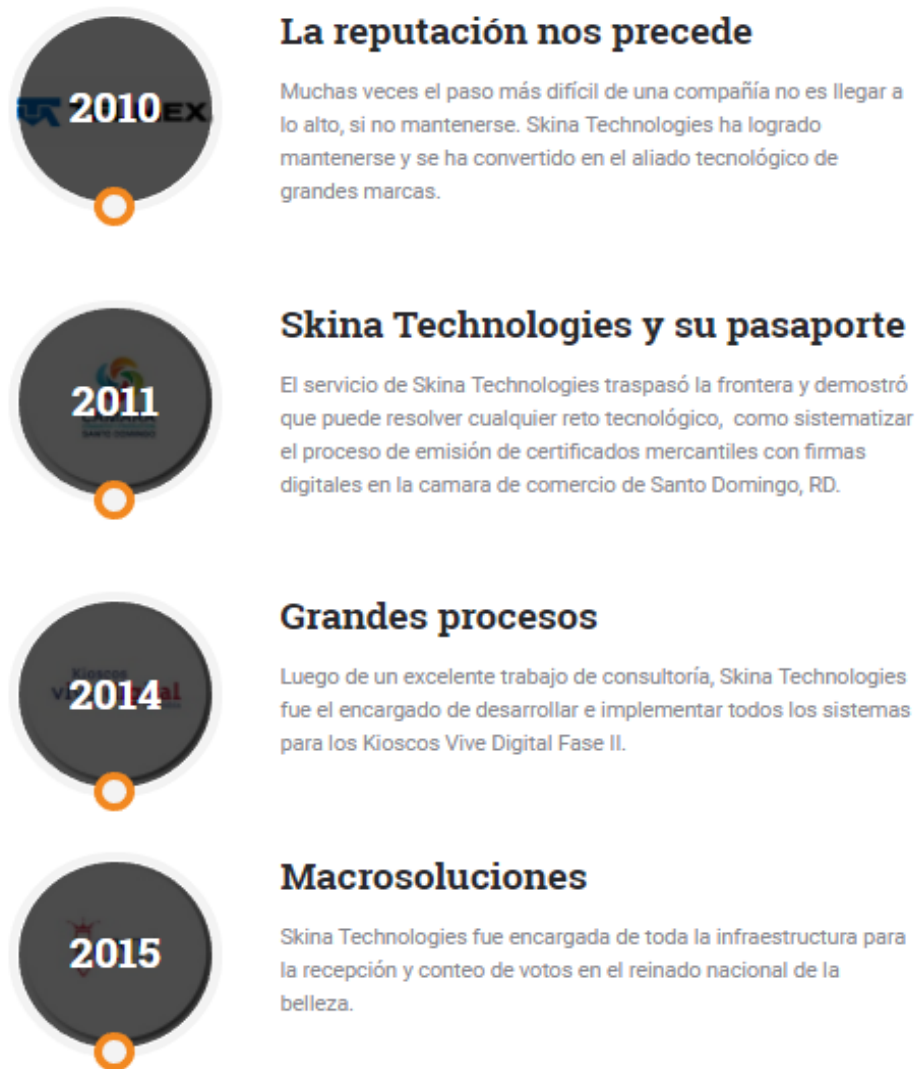 2010
La reputación nos precede
Muchas veces el paso más difícil de una compañía no es llegar a
lo alto, si no mantenerse. Skina Technologies ha logrado
mantenerse y se ha convertido en el aliado tecnológico de
grandes marcas.
2011
SANTO DOMINGO
Skina Technologies y su pasaporte
El servicio de Skina Technologies traspasó la frontera y demostró
que puede resolver cualquier reto tecnológico,  como sistematizar
el proceso de emisión de certificados mercantiles con firmas
digitales en la camara de comercio de Santo Domingo, RD.
Kioscos
2014
Grandes procesos
Luego de un excelente trabajo de consultoría, Skina Technologies
fue el encargado de desarrollar e implementar todos los sistemas
para los Kioscos Vive Digital Fase II.
2015
Macrosoluciones
Skina Technologies fue encargada de toda la infraestructura para
la recepción y conteo de votos en el reinado nacional de la
belleza.